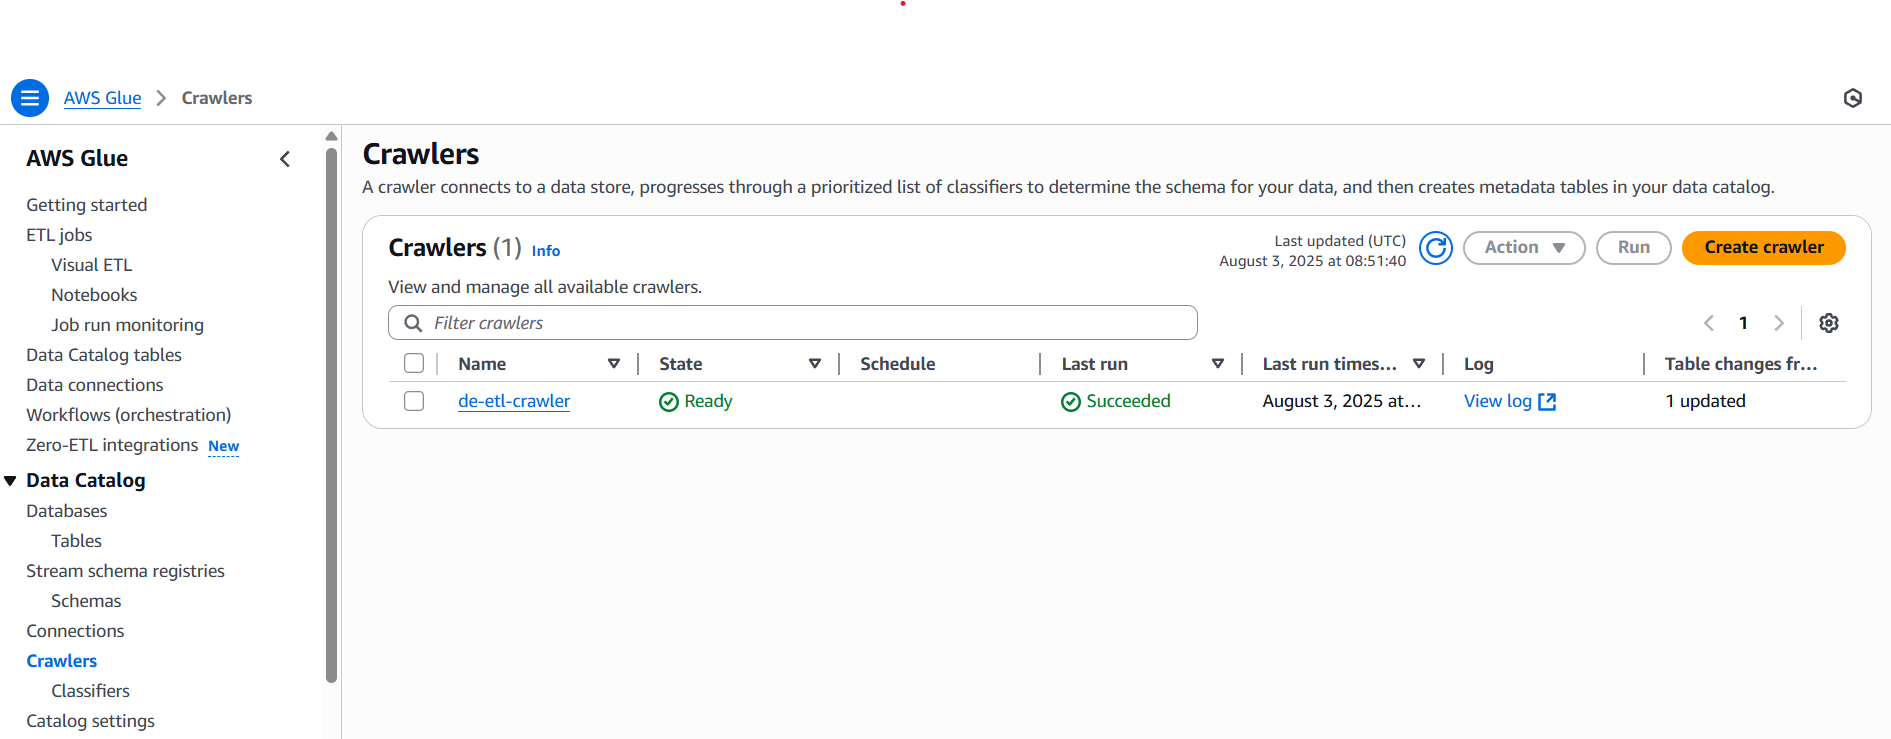 AWS Glue > Crawlers
AWS Glue
Getting started
ETL jobs
Visual ETL
Notebooks
Job run monitoring
Data Catalog tables
Data connections
Workflows (orchestration)
Zero-ETL integrations New
Data Catalog
Databases
Tables
Stream schema registries
Schemas
Connections
Crawlers
Classifiers
Catalog settings
Crawlers
A crawler connects to a data store, progresses through a prioritized list of classifiers to determine the schema for your data, and then creates metadata tables in your data catalog.
Crawlers (1) Info
Last updated (UTC)
August 3, 2025 at 08:51:40
Action
Run
Create crawler
View and manage all available crawlers.
Filter crawlers
1
Name State Schedule Last run Last run times... Log Table changes fr...
de-etl-crawler Ready Succeeded August 3, 2025 at... View log 1 updated